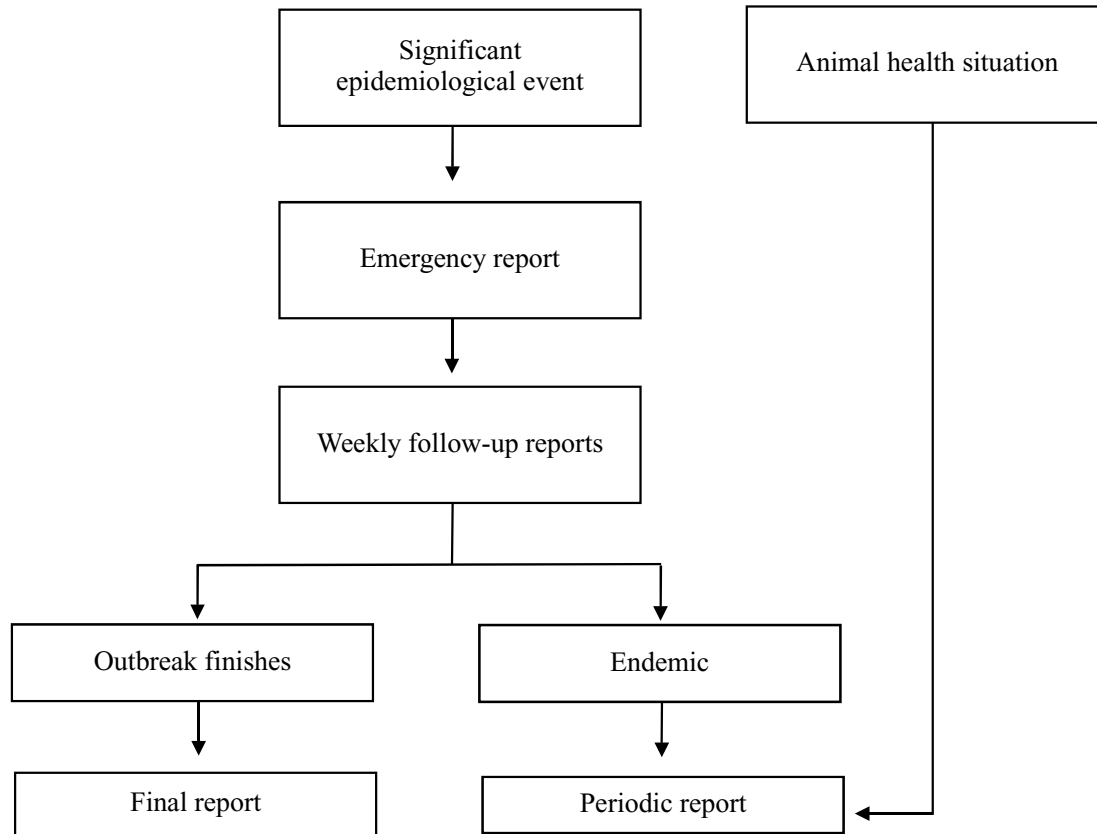 Significant
epidemiological event
Animal health situation
Emergency report
Weekly follow-up reports
Outbreak finishes
Endemic
Final report
Periodic report